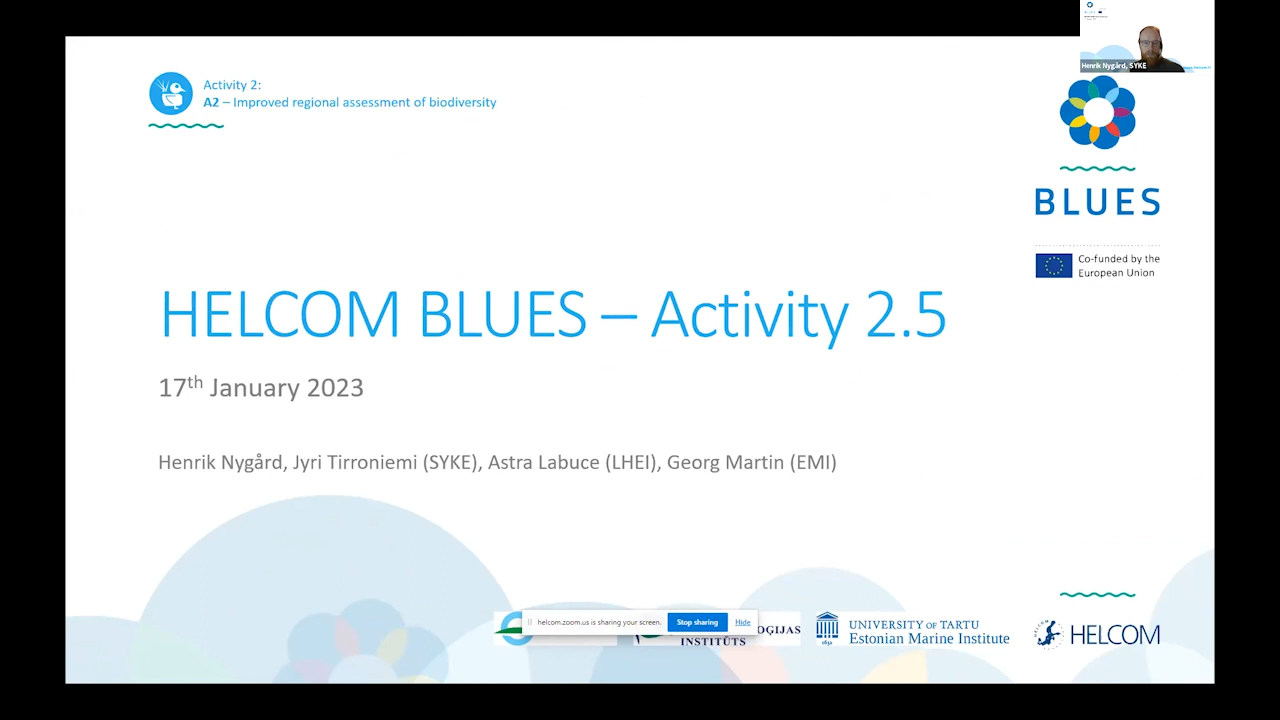 Henrik Nygård, SYKE
Activity 2:
A2 – Improved regional assessment of biodiversity
BLUES
Co-funded by the
European Union
HELCOM BLUES – Activity 2.5
17th January 2023
Henrik Nygård, Jyri Tirroniemi (SYKE), Astra Labuce (LHEI), Georg Martin (EMI)
helcom.zoom.us is sharing your screen.
Stop sharing
Hide
INSTITŪTS
1632
UNIVERSITY OF TARTU
Estonian Marine Institute
HELCOM